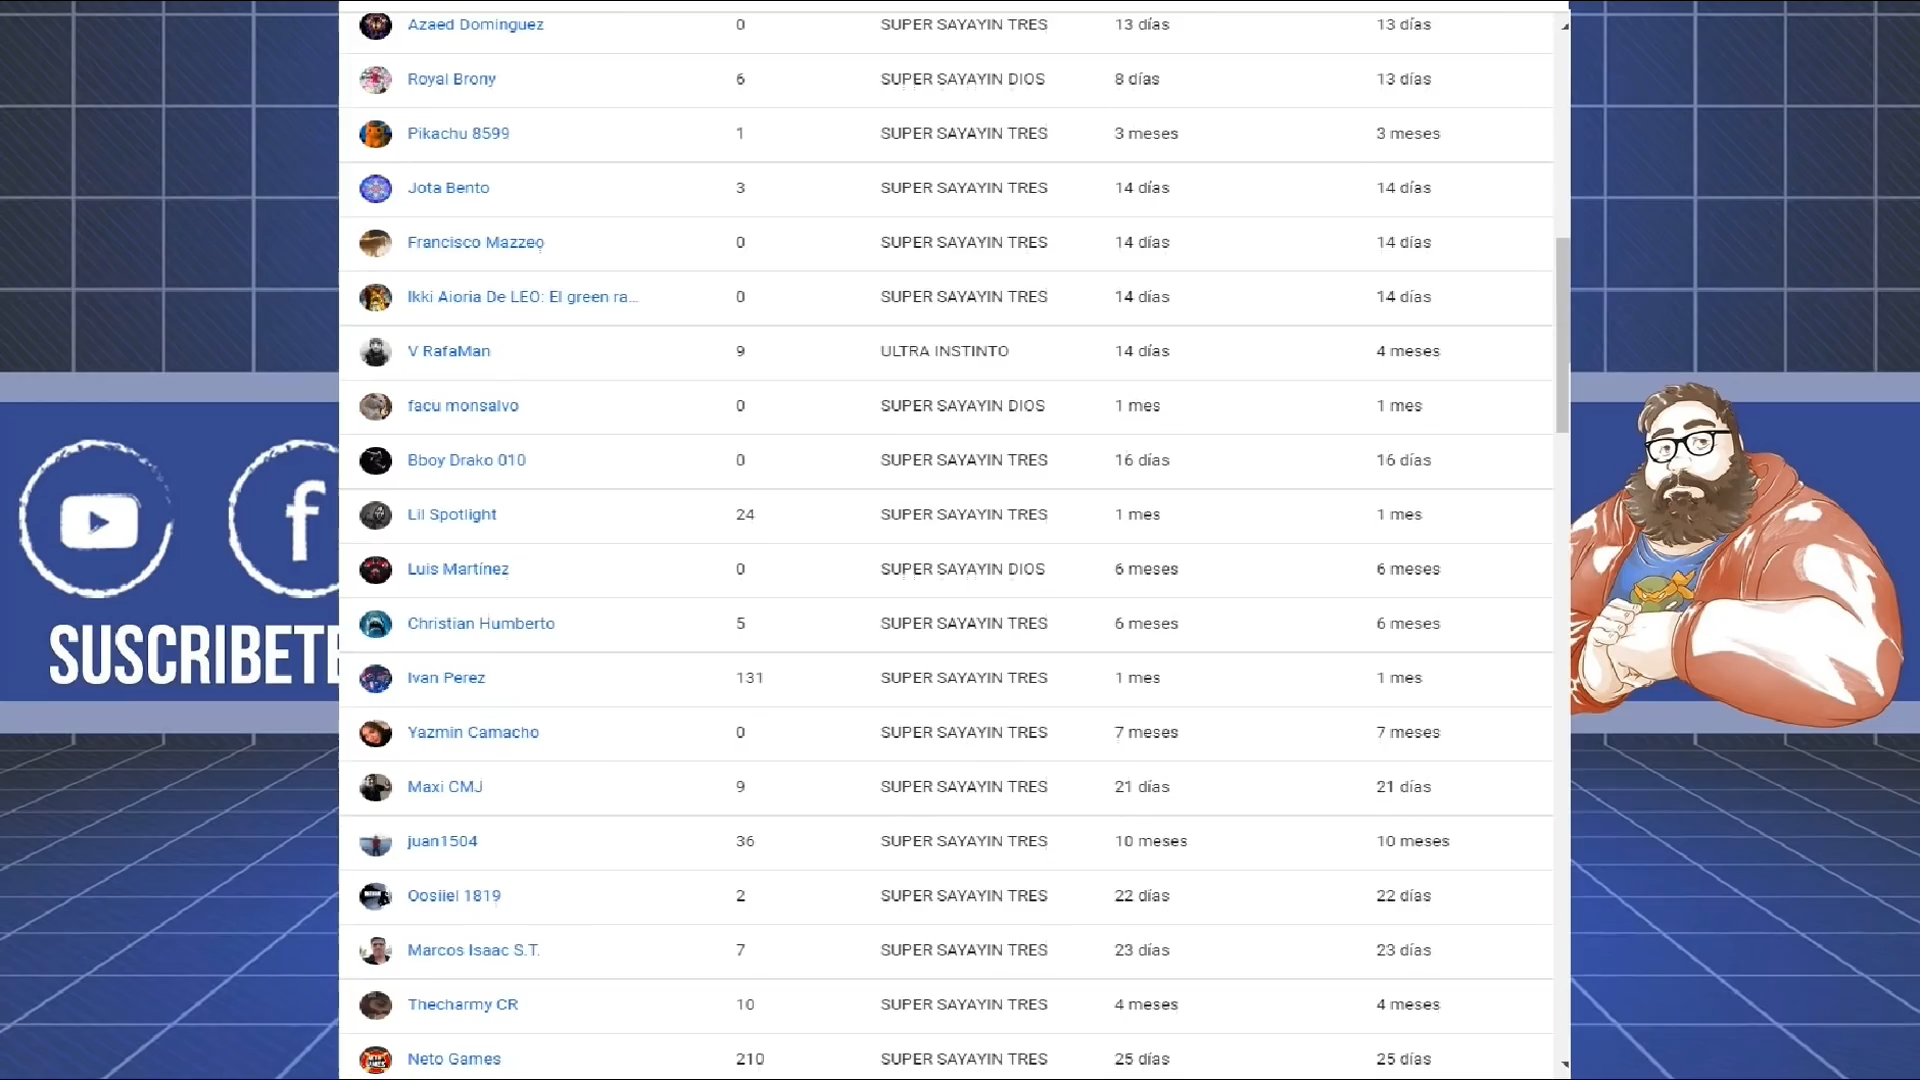 Azaed Dominguez 0 SUPER SAYAYIN TRES 13 días 13 días
Royal Brony 6 SUPER SAYAYIN DIOS 8 días 13 días
Pikachu 8599 1 SUPER SAYAYIN TRES 3 meses 3 meses
Jota Bento 3 SUPER SAYAYIN TRES 14 días 14 días
Francisco Mazzeo 0 SUPER SAYAYIN TRES 14 días 14 días
Ikki Aioria De LEO: El green ra... 0 SUPER SAYAYIN TRES 14 días 14 días
V RafaMan 9 ULTRA INSTINTO 14 días 4 meses
facu monsalvo 0 SUPER SAYAYIN DIOS 1 mes 1 mes
Bboy Drako 010 0 SUPER SAYAYIN TRES 16 días 16 días
Lil Spotlight 24 SUPER SAYAYIN TRES 1 mes 1 mes
Luis Martínez 0 SUPER SAYAYIN DIOS 6 meses 6 meses
Christian Humberto 5 SUPER SAYAYIN TRES 6 meses 6 meses
Ivan Perez 131 SUPER SAYAYIN TRES 1 mes 1 mes
Yazmin Camacho 0 SUPER SAYAYIN TRES 7 meses 7 meses
Maxi CMJ 9 SUPER SAYAYIN TRES 21 días 21 días
juan1504 36 SUPER SAYAYIN TRES 10 meses 10 meses
Oosiiel 1819 2 SUPER SAYAYIN TRES 22 días 22 días
Marcos Isaac S.T. 7 SUPER SAYAYIN TRES 23 días 23 días
Thecharmy CR 10 SUPER SAYAYIN TRES 4 meses 4 meses
Neto Games 210 SUPER SAYAYIN TRES 25 días 25 días
f
SUSCRIBETE